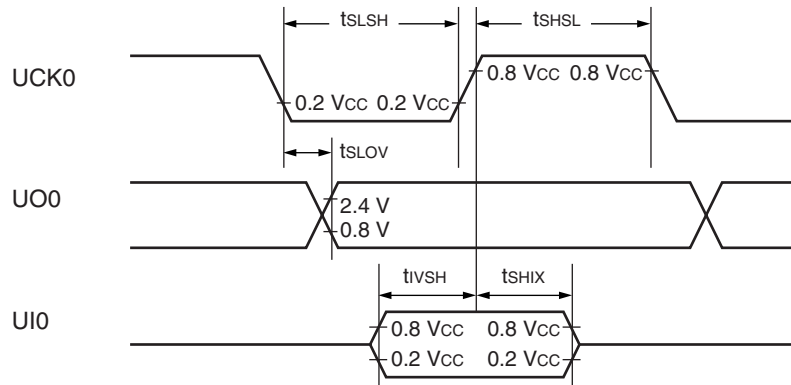 tSLSH tSHSL
UCK0
0.8 VCC 0.8 VCC
0.2 VCC 0.2 VCC
tSLOV
UO0
2.4 V
0.8 V
tIVSH tSHIX
UI0
0.8 VCC 0.8 VCC
0.2 VCC 0.2 VCC